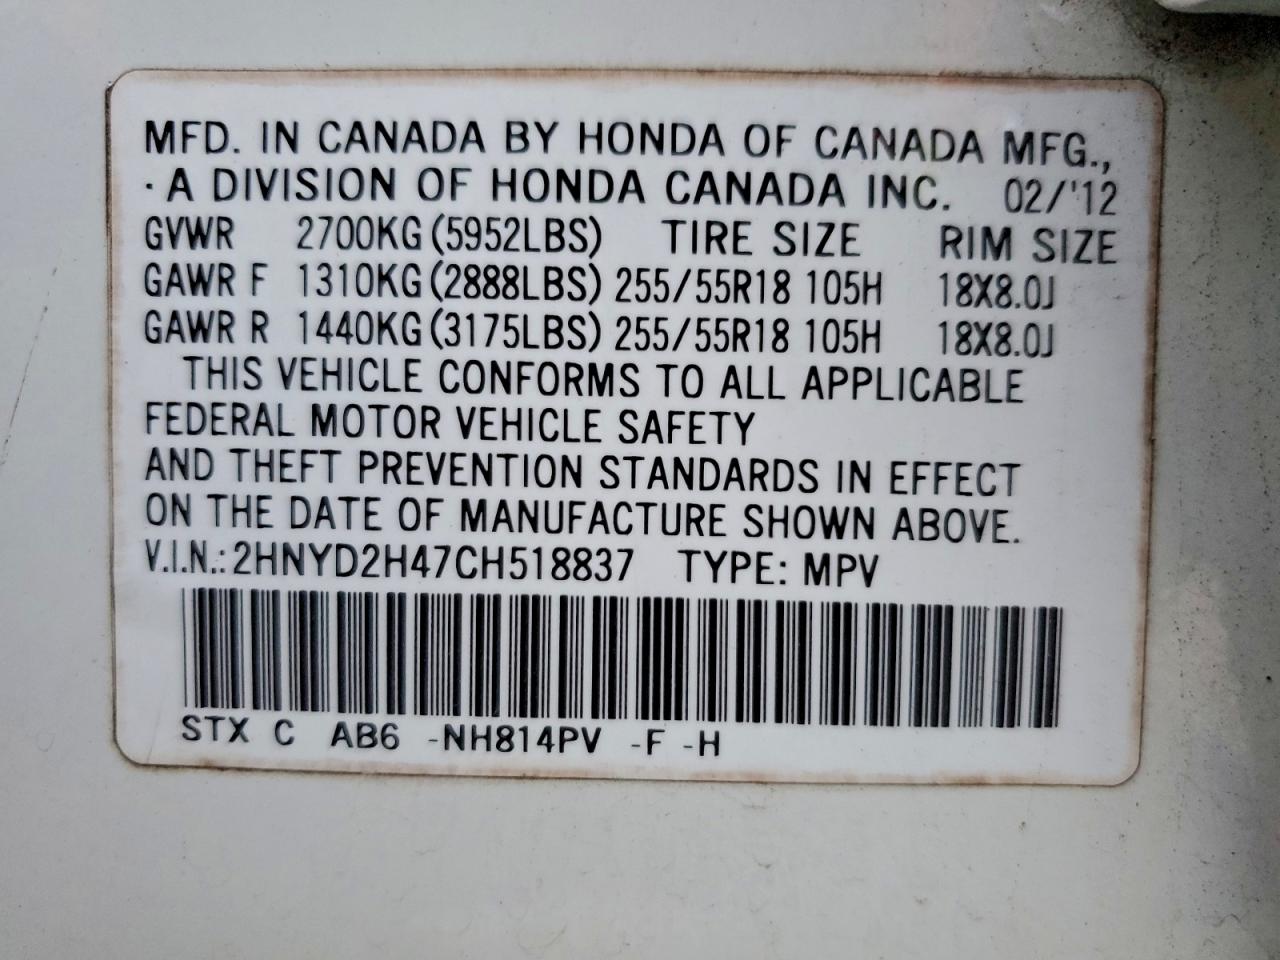 MFD. IN CANADA BY HONDA OF CANADA MFG.,
· A DIVISION OF HONDA CANADA INC. 02/'12
GVWR 2700KG (5952LBS) TIRE SIZE RIM SIZE
GAWR F 1310KG (2888LBS) 255/55R18 105H 18X8.0J
GAWR R 1440KG (3175LBS) 255/55R18 105H 18X8.0J
THIS VEHICLE CONFORMS TO ALL APPLICABLE
FEDERAL MOTOR VEHICLE SAFETY
AND THEFT PREVENTION STANDARDS IN EFFECT
ON THE DATE OF MANUFACTURE SHOWN ABOVE.
V.I.N.: 2HNYD2H47CH518837 TYPE: MPV
STX C AB6 -NH814PV -F -H